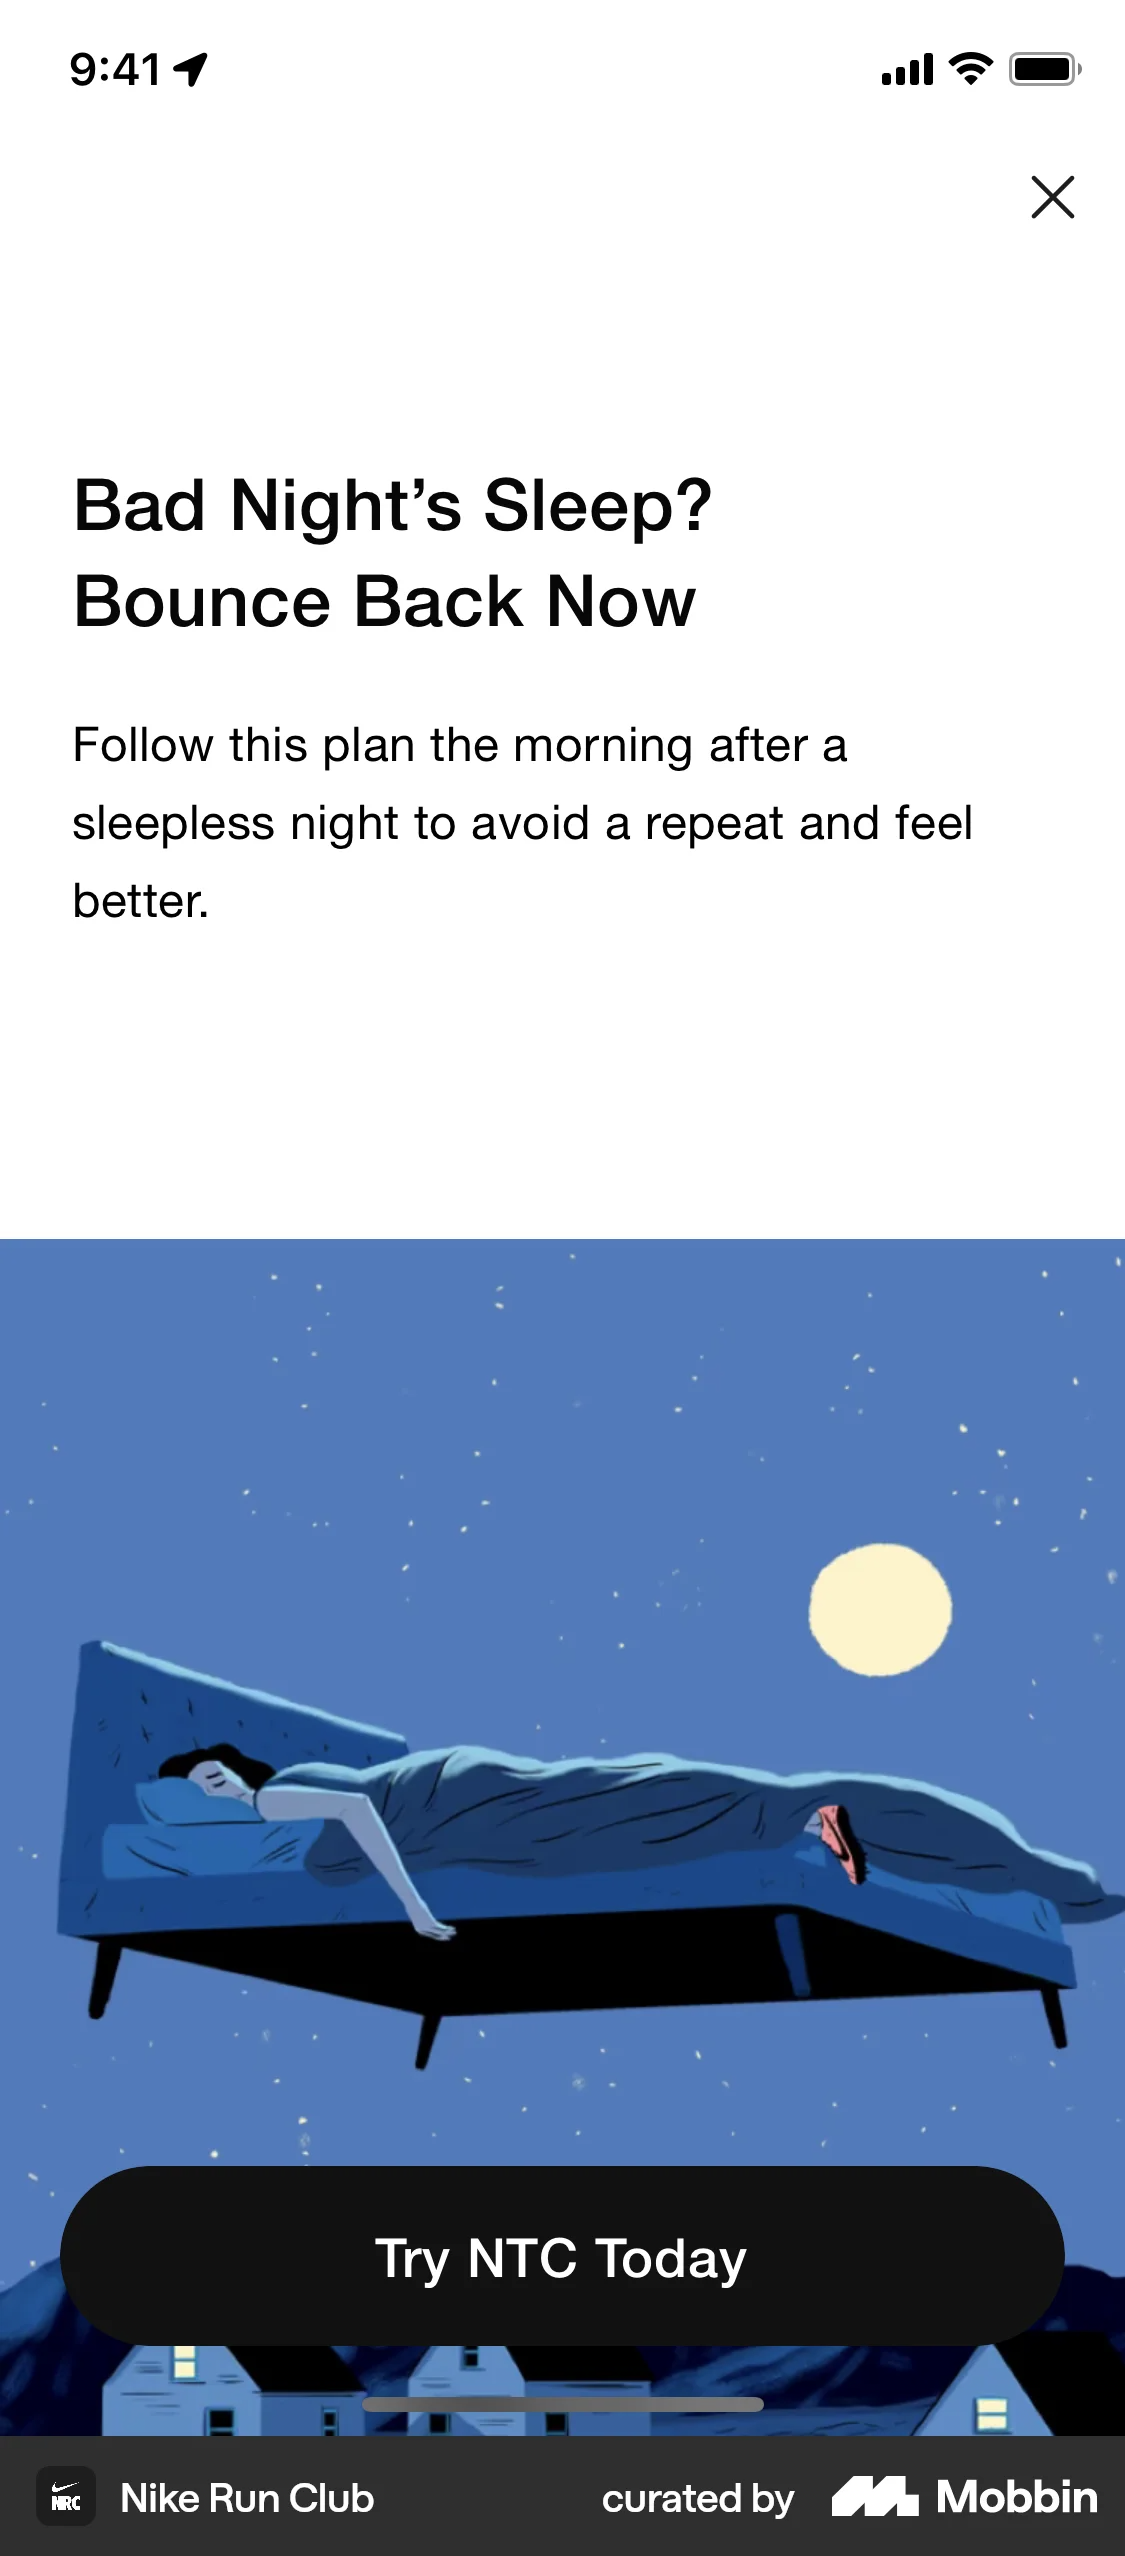 9:41
Bad Night’s Sleep?
Bounce Back Now
Follow this plan the morning after a
sleepless night to avoid a repeat and feel
better.
Try NTC Today
NRC
Nike Run Club
curated by Mobbin